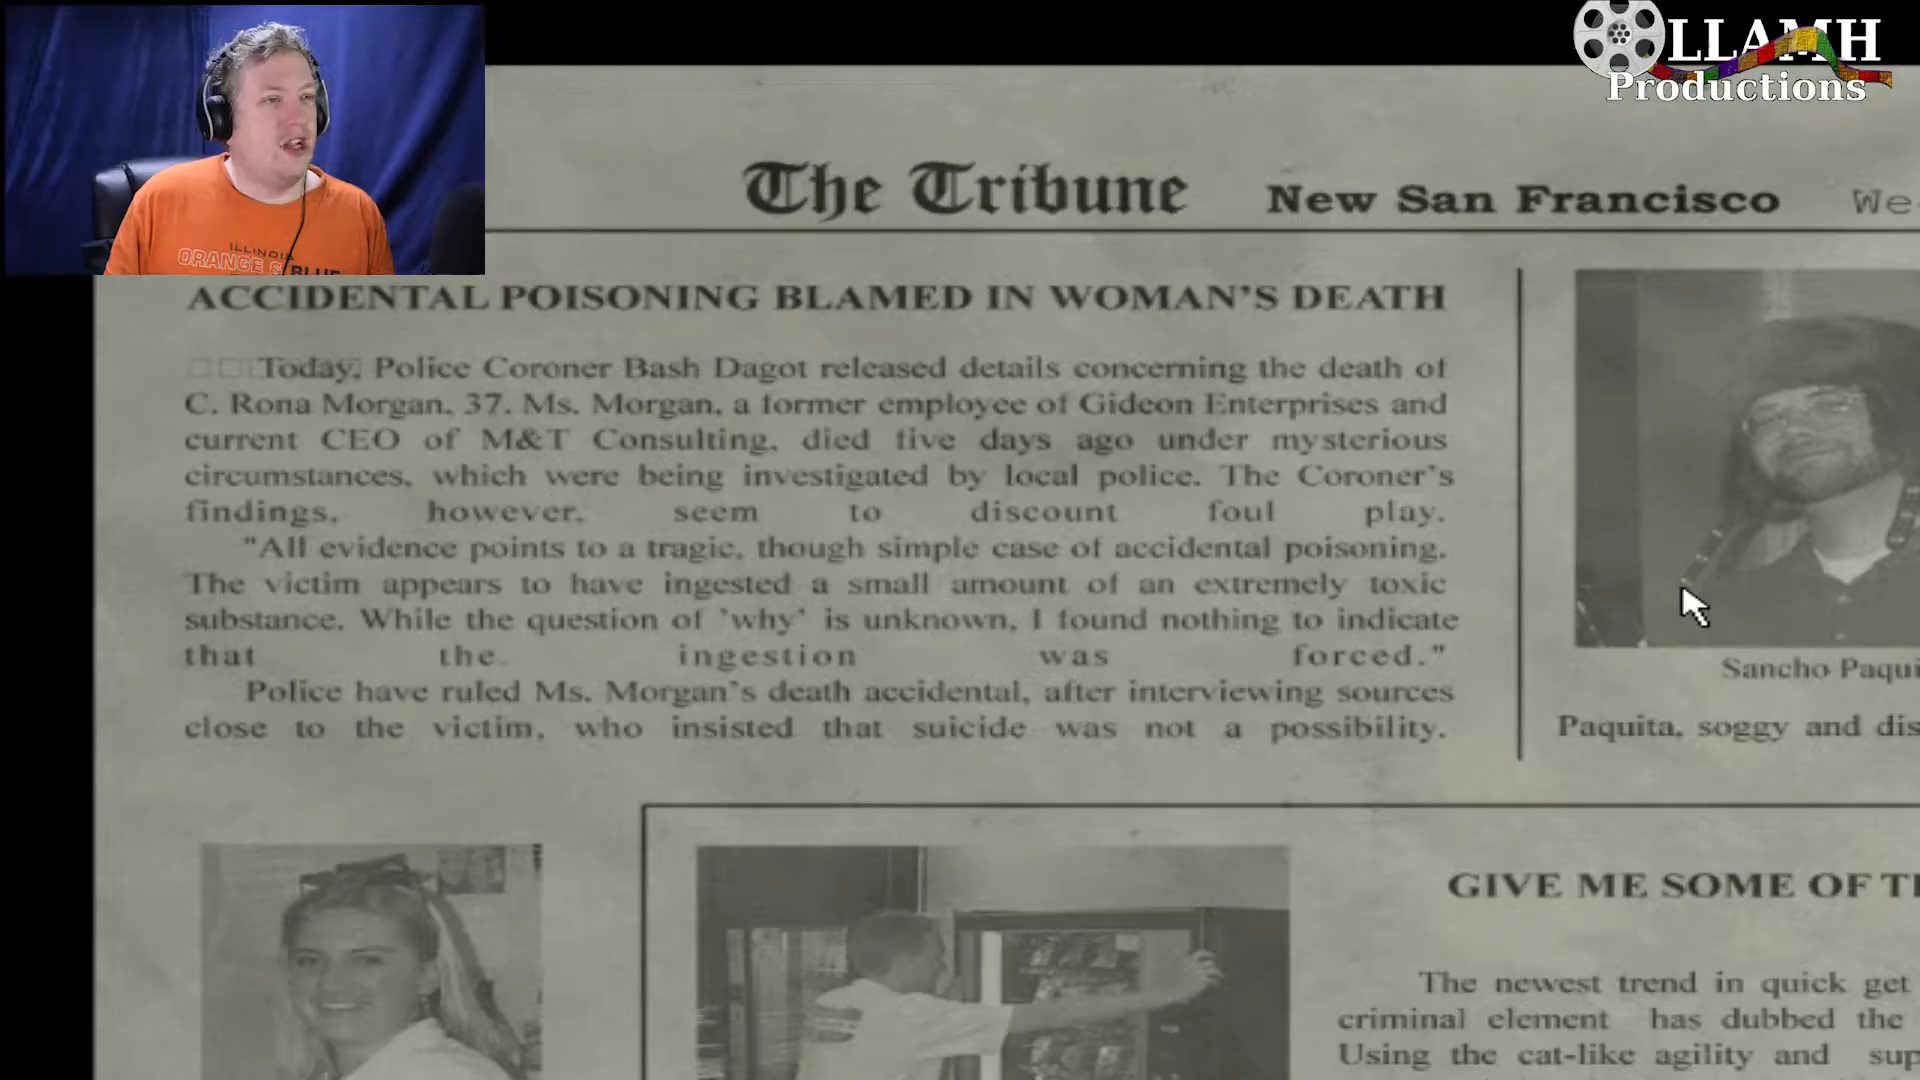 LLAMH
Productions
ILLINOIS
ORANGE & BLUE
The Tribune New San Francisco
ACCIDENTAL POISONING BLAMED IN WOMAN'S DEATH
Today, Police Coroner Bash Dagot released details concerning the death of
C. Rona Morgan, 37. Ms. Morgan, a former employee of Gideon Enterprises and
current CEO of M&T Consulting, died five days ago under mysterious
circumstances, which were being investigated by local police. The Coroner's
findings, however, seem to discount foul play.
"All evidence points to a tragic, though simple case of accidental poisoning.
The victim appears to have ingested a small amount of an extremely toxic
substance. While the question of 'why' is unknown, I found nothing to indicate
that the ingestion was forced."
Police have ruled Ms. Morgan's death accidental, after interviewing sources
close to the victim, who insisted that suicide was not a possibility.
Sancho Paqui
Paquita, soggy and dis
GIVE ME SOME OF T
The newest trend in quick get
criminal element has dubbed the
Using the cat-like agility and sup